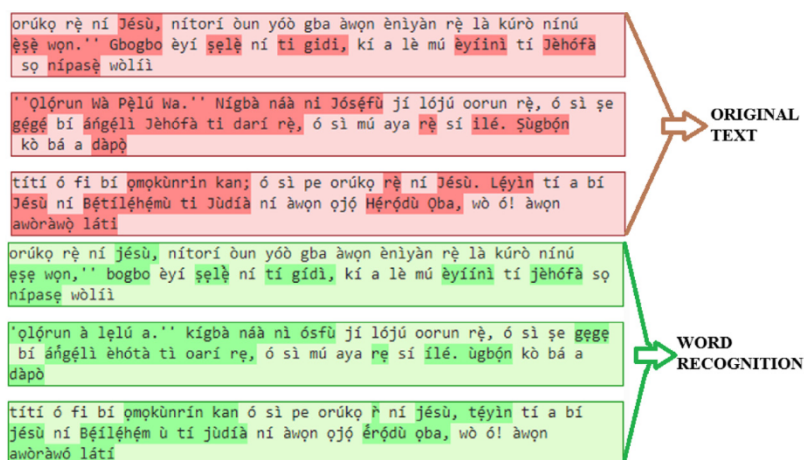 orúkọ rẹ̀ ní Jésù, nítorí òun yóò gba àwọn ènìyàn rẹ̀ là kúrò nínú
ẹ̀ṣẹ̀ wọn.'' Gbogbo èyí ṣẹlẹ̀ ní ti gidi, kí a lè mú èyíinì tí Jèhófà
sọ nípasẹ̀ wòlíì
''Ọlọ́run Wà Pẹ̀lú Wa.'' Nígbà náà ni Jósẹ́fù jí lójú oorun rẹ̀, ó sì ṣe
gẹ́gẹ́ bí áńgẹ́lì Jèhófà ti darí rẹ̀, ó sì mú aya rẹ̀ sí ilé. Ṣùgbọ́n
kò bá a dàpọ̀
títí ó fi bí ọmọkùnrin kan; ó sì pe orúkọ rẹ̀ ní Jésù. Lẹ́yìn tí a bí
Jésù ní Bẹ́tílẹ́hẹ́mù ti Jùdíà ní àwọn ọjọ́ Hẹ́rọ́dù Ọba, wò ó! àwọn
awòràwọ̀ láti
ORIGINAL
TEXT
orúkọ rẹ̀ ní jésù, nítorí òun yóò gba àwọn ènìyàn rẹ̀ là kúrò nínú
ẹṣẹ wọn,'' bogbo èyí ṣẹlẹ̀ ní tí gídì, kí a lè mú èyíínì tí jèhófà sọ
nípasẹ wòlíì
'ọlọ́run à lẹlú a.'' kígbà náà nì ósfù jí lójú oorun rẹ̀, ó sì ṣe gẹgẹ
bí áńgẹ́lì èhótà tì oarí rẹ, ó sì mú aya rẹ sí ílé. ùgbọ́n kò bá a
dàpọ̀
títí ó fi bí ọmọkùnrín kan ó sì pe orúkọ r̀ ní jésù, tẹ́yìn tí a bí
jésù ní Bẹ́ílẹ́hẹ́m ù tí jùdíà ní àwọn ọjọ́ ẹ́rọ́dù ọba, wò ó! àwọn
awòràwó látí
WORD
RECOGNITION